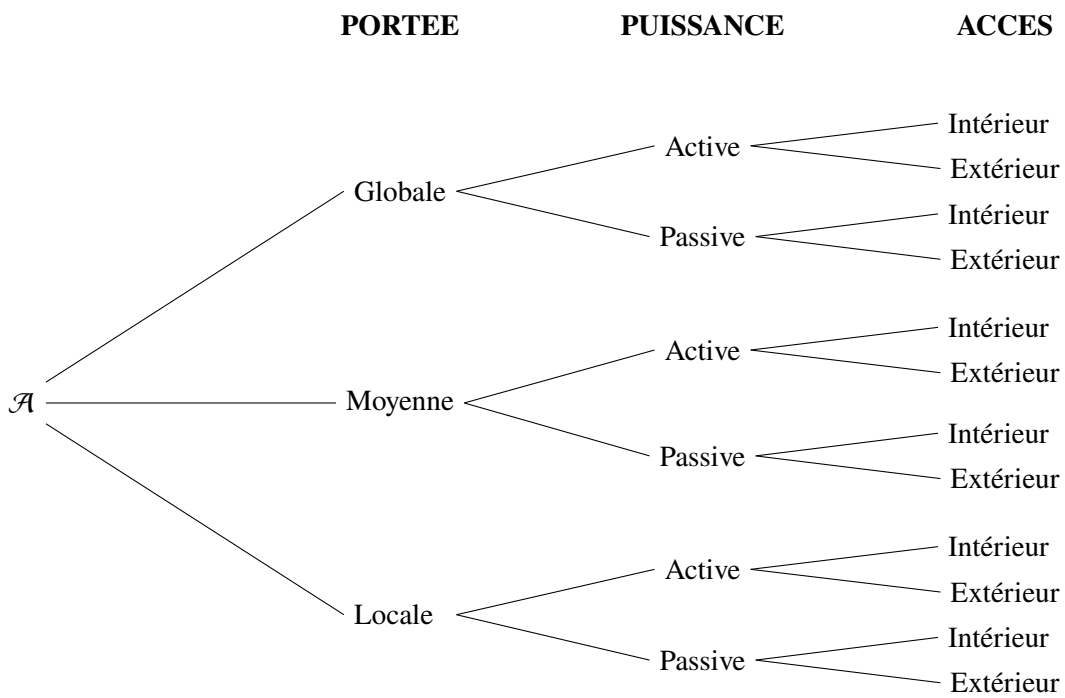 PORTEE PUISSANCE ACCES
Intérieur
Active
Extérieur
Globale
Intérieur
Passive
Extérieur
Intérieur
Active
Extérieur
𝒜 Moyenne
Intérieur
Passive
Extérieur
Intérieur
Active
Extérieur
Locale
Intérieur
Passive
Extérieur